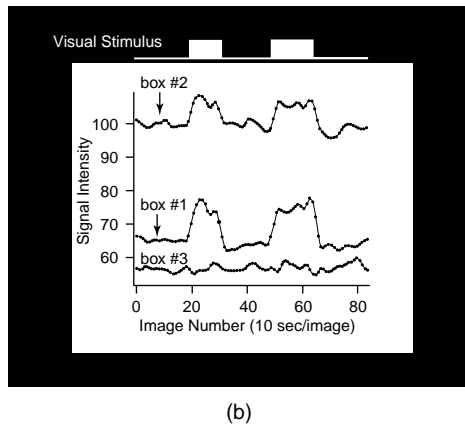 Visual Stimulus
box #2
100
90
80
70
60
Signal Intensity
box #1
box #3
0 20 40 60 80
Image Number (10 sec/image)
(b)